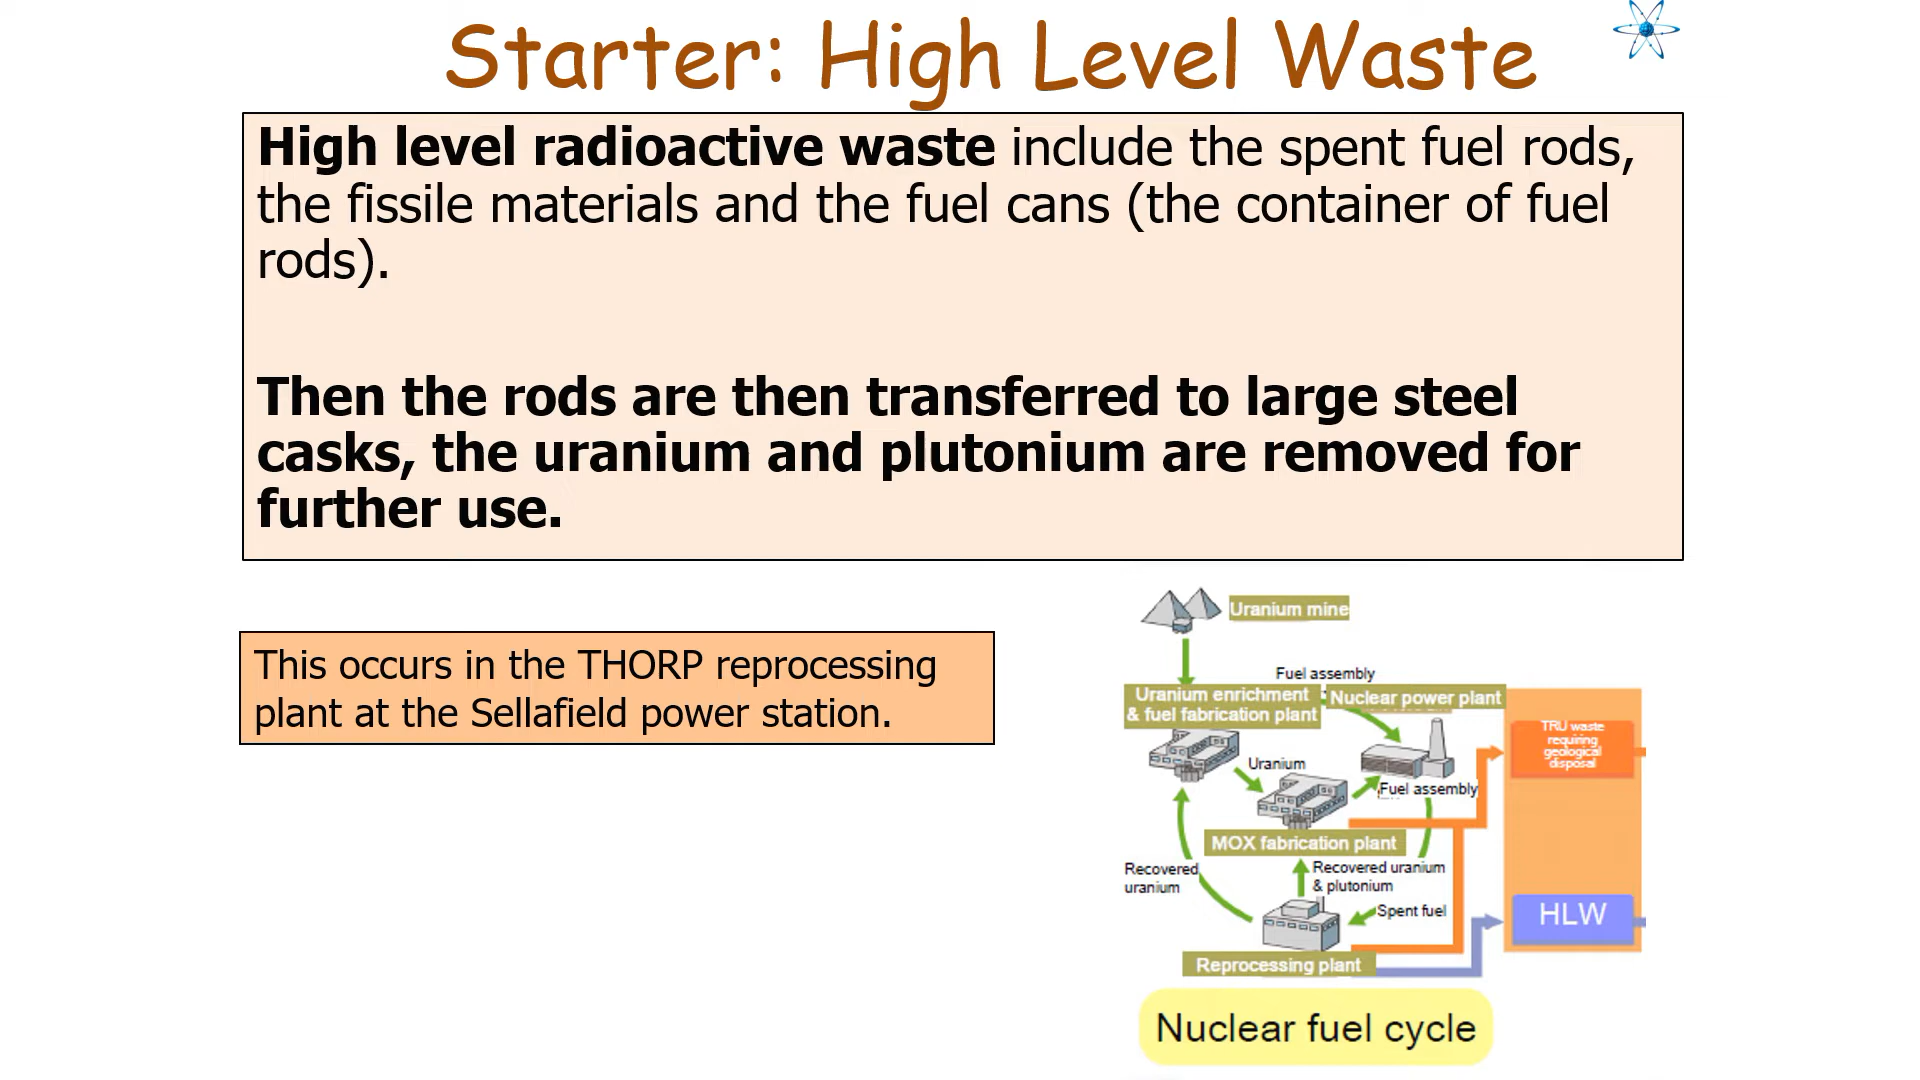 Starter: High Level Waste
High level radioactive waste include the spent fuel rods,
the fissile materials and the fuel cans (the container of fuel
rods).
Then the rods are then transferred to large steel
casks, the uranium and plutonium are removed for
further use.
This occurs in the THORP reprocessing
plant at the Sellafield power station.
Uranium mine
Fuel assembly
Uranium enrichment
& fuel fabrication plant
Nuclear power plant
TRU waste
requiring
geological
disposal
Uranium
Fuel assembly
MOX fabrication plant
Recovered
uranium
Recovered uranium
& plutonium
Spent fuel
HLW
Reprocessing plant
Nuclear fuel cycle